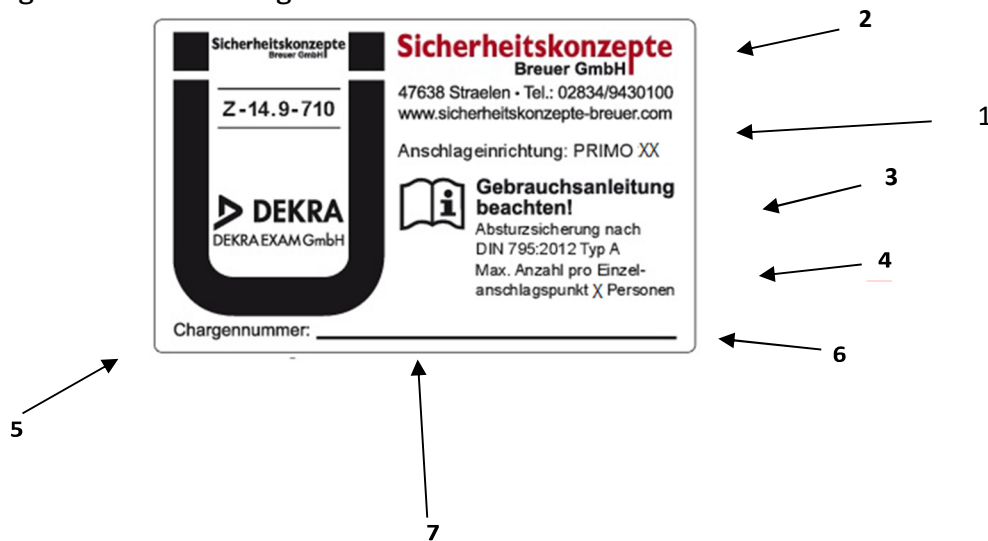 2
Sicherheitskonzepte
Breuer GmbH
Z-14.9-710
DEKRA
DEKRA EXAM GmbH
Sicherheitskonzepte
Breuer GmbH
47638 Straelen • Tel.: 02834/9430100
www.sicherheitskonzepte-breuer.com
1
Anschlageinrichtung: PRIMO XX
3
Gebrauchsanleitung
beachten!
Absturzsicherung nach
DIN 795:2012 Typ A
4
Max. Anzahl pro Einzel-
anschlagspunkt X Personen
Chargennummer:
6
5
7